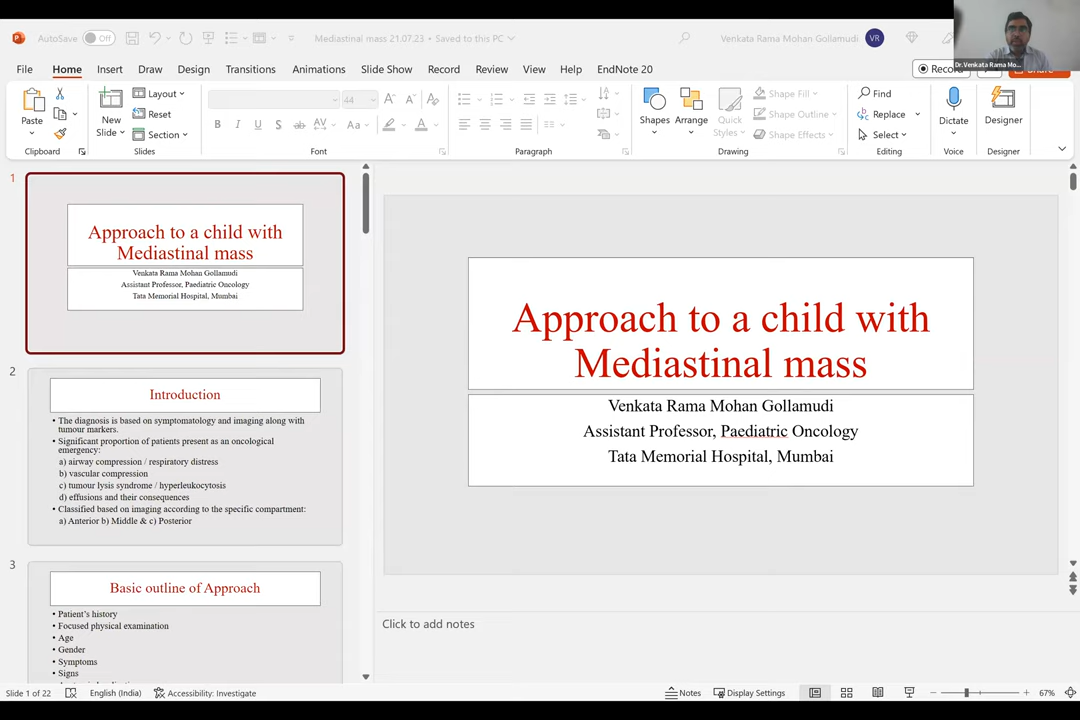 AutoSave Off
Mediastinal mass 21.07.23 • Saved to this PC
Venkata Rama Mohan Gollamudi VR
Dr.Venkata Rama Mo...
File Home Insert Draw Design Transitions Animations Slide Show Record Review View Help EndNote 20
Record
Share
Paste
New
Slide
Layout
Reset
Section
44
B I U S ab AV Aa A
Shapes
Arrange
Quick
Styles
Shape Fill
Shape Outline
Shape Effects
Find
Replace
Select
Dictate
Designer
Clipboard Slides Font Paragraph Drawing Editing Voice Designer
1
Approach to a child with
Mediastinal mass
Venkata Rama Mohan Gollamudi
Assistant Professor, Paediatric Oncology
Tata Memorial Hospital, Mumbai
2
Introduction
• The diagnosis is based on symptomatology and imaging along with
tumour markers.
• Significant proportion of patients present as an oncological
emergency:
a) airway compression / respiratory distress
b) vascular compression
c) tumour lysis syndrome / hyperleukocytosis
d) effusions and their consequences
• Classified based on imaging according to the specific compartment:
a) Anterior b) Middle & c) Posterior
3
Basic outline of Approach
• Patient's history
• Focused physical examination
• Age
• Gender
• Symptoms
• Signs
Approach to a child with
Mediastinal mass
Venkata Rama Mohan Gollamudi
Assistant Professor, Paediatric Oncology
Tata Memorial Hospital, Mumbai
Click to add notes
Slide 1 of 22 English (India) Accessibility: Investigate Notes Display Settings 67%